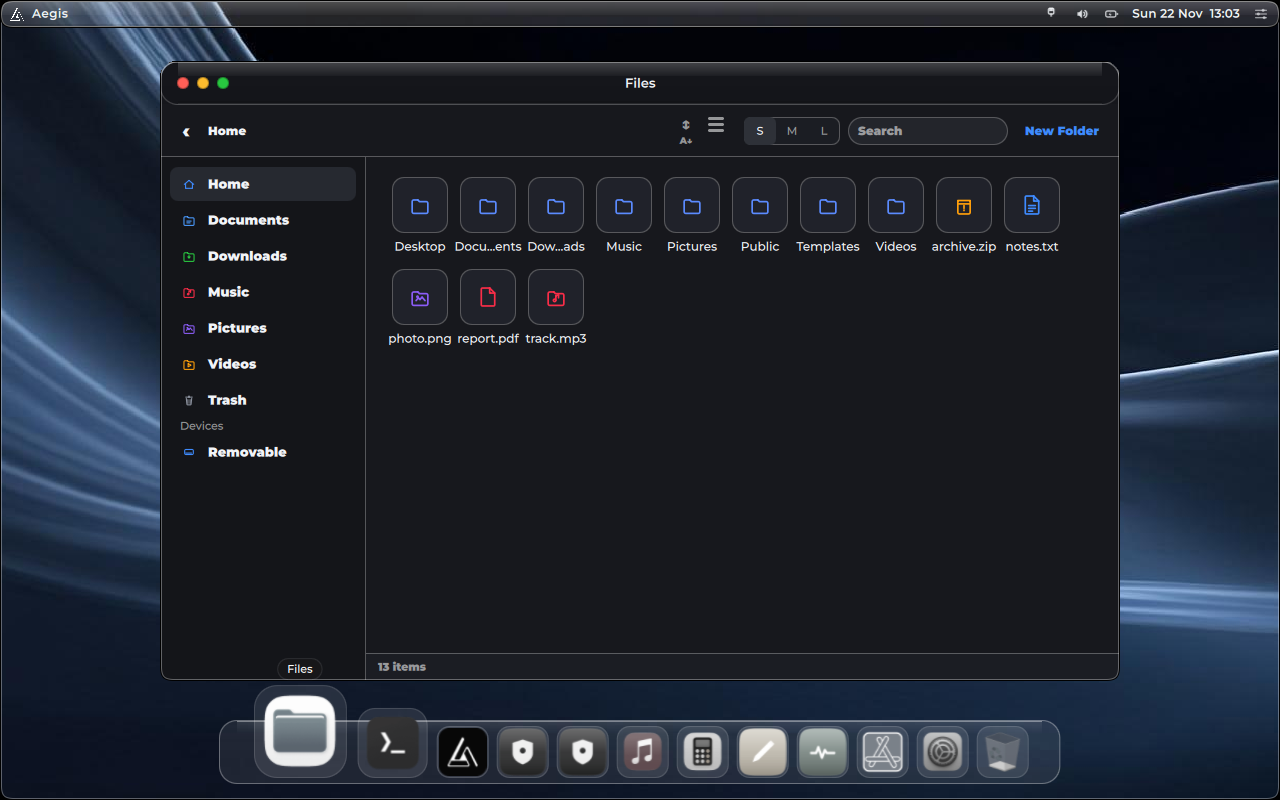 Aegis
Sun 22 Nov 13:03
Files
Home
A+
S M L
Search
New Folder
Home
Documents
Downloads
Music
Pictures
Videos
Trash
Devices
Removable
Desktop Docu...ents Dow...ads Music Pictures Public Templates Videos archive.zip notes.txt
photo.png report.pdf track.mp3
13 items
Files